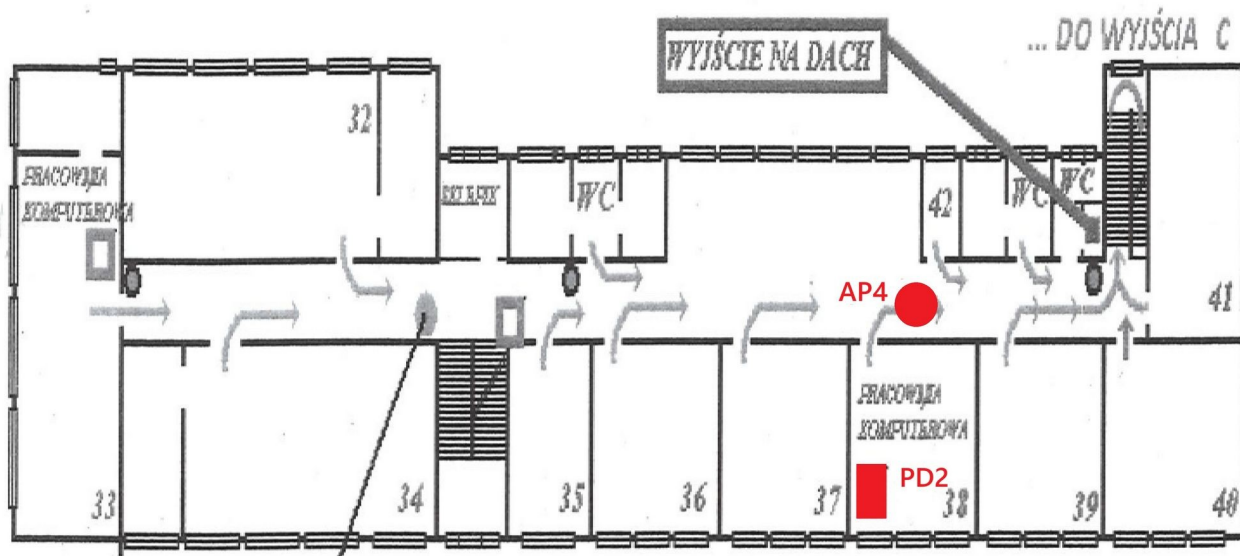 ... DO WYJŚCIA C
WYJŚCIE NA DACH
32
PRACOWNIA
KOMPUTEROWA
SKLEPIK
WC
42
WC
WC
41
AP4
PRACOWNIA
KOMPUTEROWA
PD2
33
34
35
36
37
38
39
40